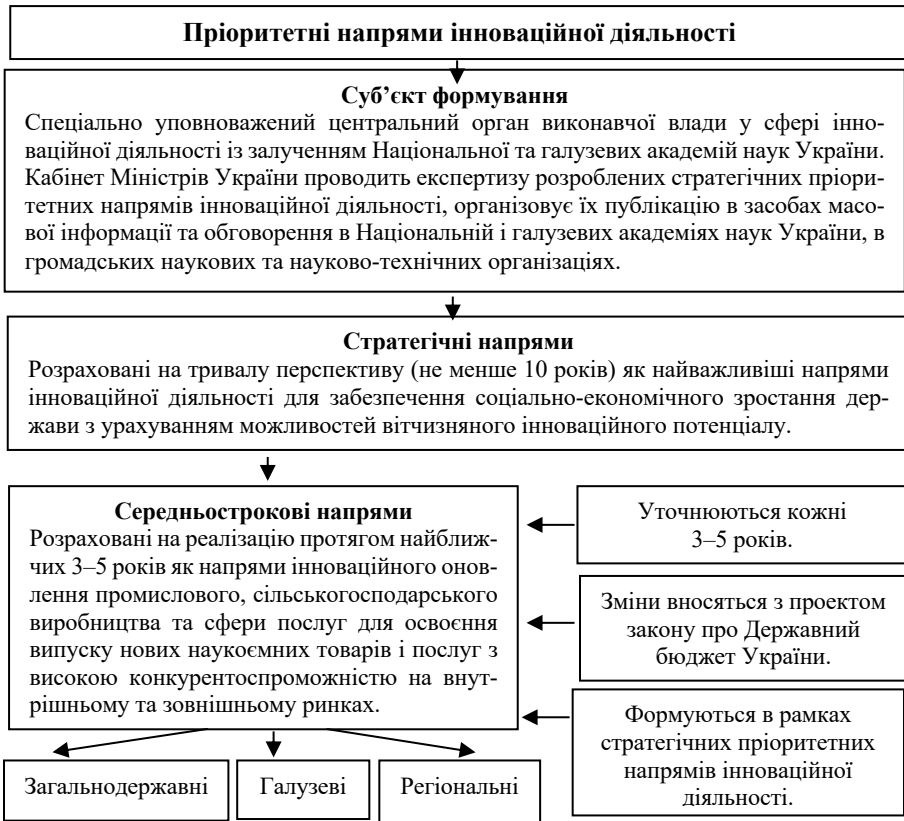 Пріоритетні напрями інноваційної діяльності
Суб’єкт формування
Спеціально уповноважений центральний орган виконавчої влади у сфері інно-
ваційної діяльності із залученням Національної та галузевих академій наук України.
Кабінет Міністрів України проводить експертизу розроблених стратегічних пріори-
тетних напрямів інноваційної діяльності, організовує їх публікацію в засобах масо-
вої інформації та обговорення в Національній і галузевих академіях наук України, в
громадських наукових та науково-технічних організаціях.
Стратегічні напрями
Розраховані на тривалу перспективу (не менше 10 років) як найважливіші напрями
інноваційної діяльності для забезпечення соціально-економічного зростання дер-
жави з урахуванням можливостей вітчизняного інноваційного потенціалу.
Середньострокові напрями
Розраховані на реалізацію протягом найближ-
чих 3–5 років як напрями інноваційного онов-
лення промислового, сільськогосподарського
виробництва та сфери послуг для освоєння
випуску нових наукоємних товарів і послуг з
високою конкурентоспроможністю на внут-
рішньому та зовнішньому ринках.
Уточнюються кожні
3–5 років.
Зміни вносяться з проектом
закону про Державний
бюджет України.
Формуються в рамках
стратегічних пріоритетних
напрямів інноваційної
діяльності.
Загальнодержавні
Галузеві
Регіональні